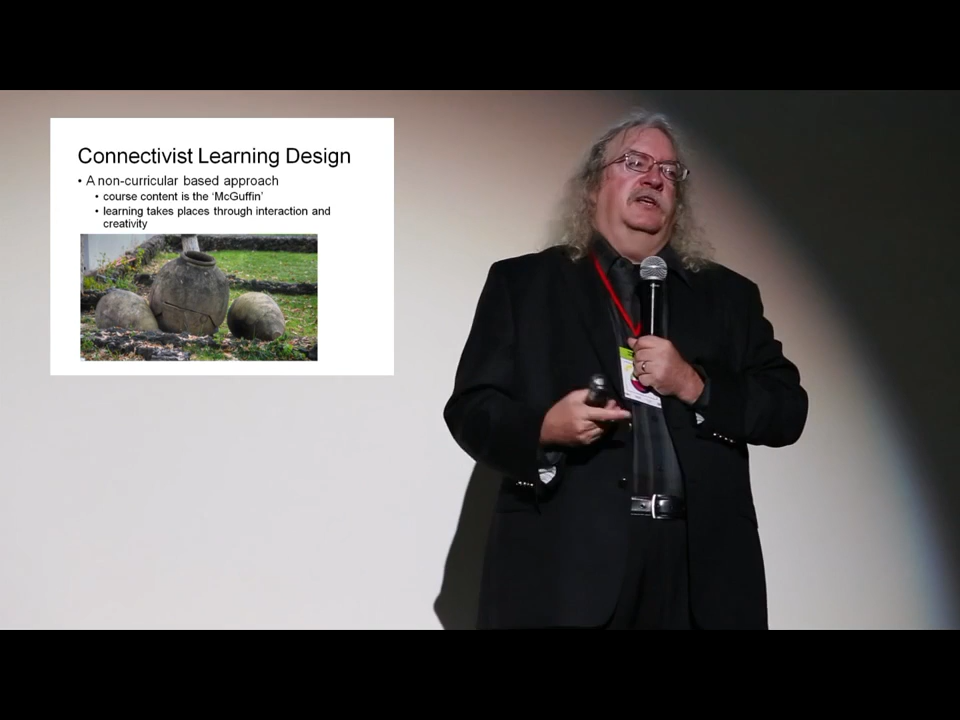 Connectivist Learning Design
• A non-curricular based approach
• course content is the ‘McGuffin’
• learning takes places through interaction and
creativity